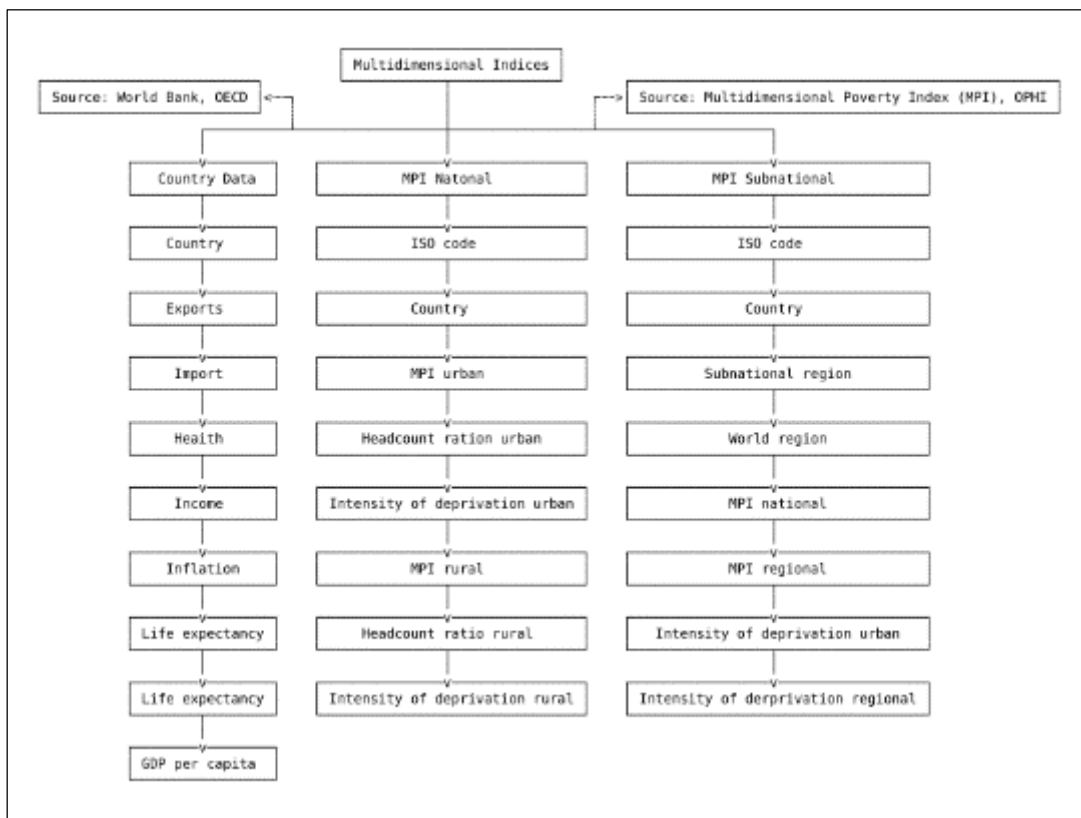 Multidimensional Indices
Source: World Bank, OECD
Source: Multidimensional Poverty Index (MPI), OPHI
Country Data
MPI Natonal
MPI Subnational
Country
ISO code
ISO code
Exports
Country
Country
Import
MPI urban
Subnational region
Health
Headcount ration urban
World region
Income
Intensity of deprivation urban
MPI national
Inflation
MPI rural
MPI regional
Life expectancy
Headcount ratio rural
Intensity of deprivation urban
Life expectancy
Intensity of deprivation rural
Intensity of derprivation regional
GDP per capita